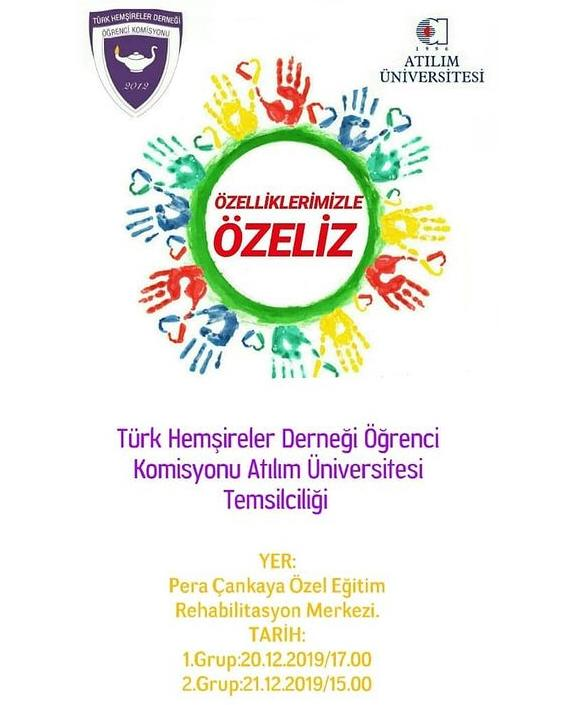 TÜRK HEMŞİRELER DERNEĞİ
ÖĞRENCİ KOMİSYONU
2012
1996
ATILIM
ÜNİVERSİTESİ
ÖZELLİKLERİMİZLE
ÖZELİZ
Türk Hemşireler Derneği Öğrenci
Komisyonu Atılım Üniversitesi
Temsilciliği
YER:
Pera Çankaya Özel Eğitim
Rehabilitasyon Merkezi.
TARİH:
1.Grup:20.12.2019/17.00
2.Grup:21.12.2019/15.00